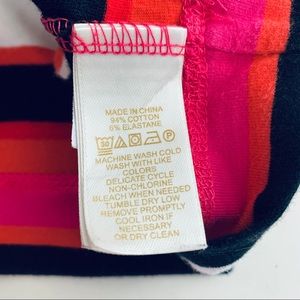 MADE IN CHINA
94% COTTON
6% ELASTANE
30
MACHINE WASH COLD
WASH WITH LIKE
COLORS
DELICATE CYCLE
NON-CHLORINE
BLEACH WHEN NEEDED
TUMBLE DRY LOW
REMOVE PROMPTLY
COOL IRON IF
NECESSARY
OR DRY CLEAN